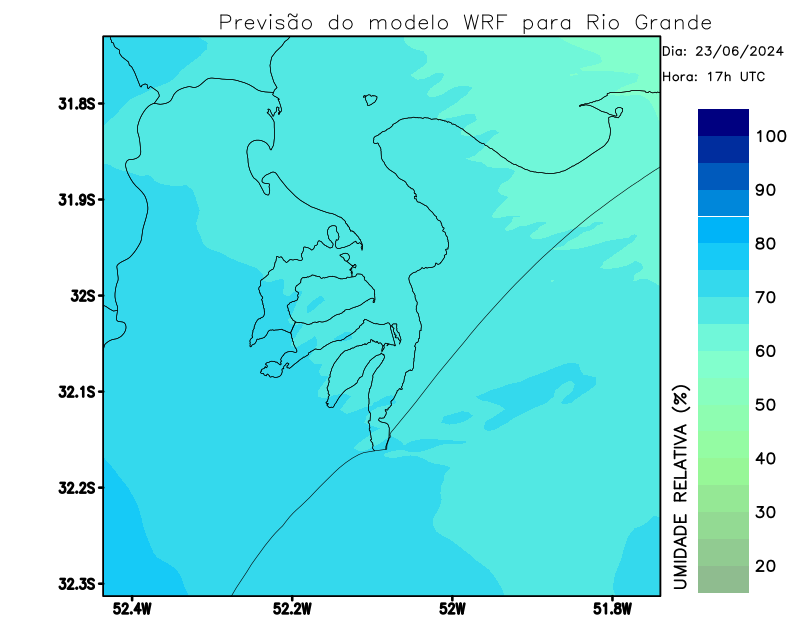 Previsão do modelo WRF para Rio Grande
Dia: 23/06/2024
Hora: 17h UTC
31.8S
31.9S
32S
32.1S
32.2S
32.3S
52.4W
52.2W
52W
51.8W
100
90
80
70
60
50
40
30
20
UMIDADE RELATIVA (%)